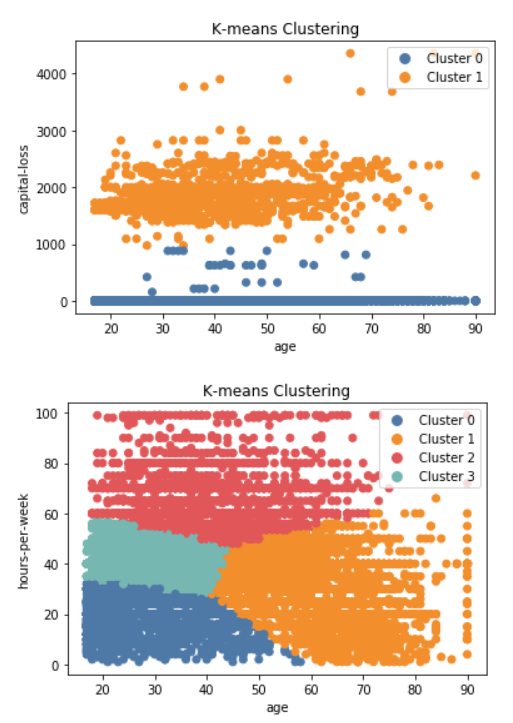 K-means Clustering
Cluster 0
Cluster 1
4000
3000
2000
1000
0
capital-loss
20 30 40 50 60 70 80 90
age
K-means Clustering
Cluster 0
Cluster 1
Cluster 2
Cluster 3
100
80
60
40
20
0
hours-per-week
20 30 40 50 60 70 80 90
age